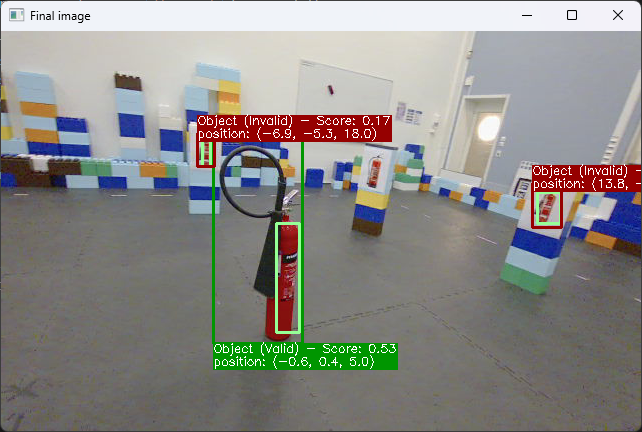 Final image
Object (Invalid) - Score: 0.17
position: (-6.9, -5.3, 18.0)
Object (Invalid) -
position: (13.8, -
Object (Valid) - Score: 0.53
position: (-0.6, 0.4, 5.0)